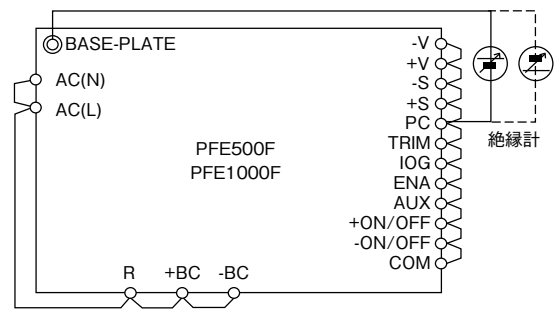 BASE-PLATE
AC(N)
AC(L)
PFE500F
PFE1000F
-V
+V
-S
+S
PC
TRIM
IOG
ENA
AUX
+ON/OFF
-ON/OFF
COM
絶縁計
R +BC -BC